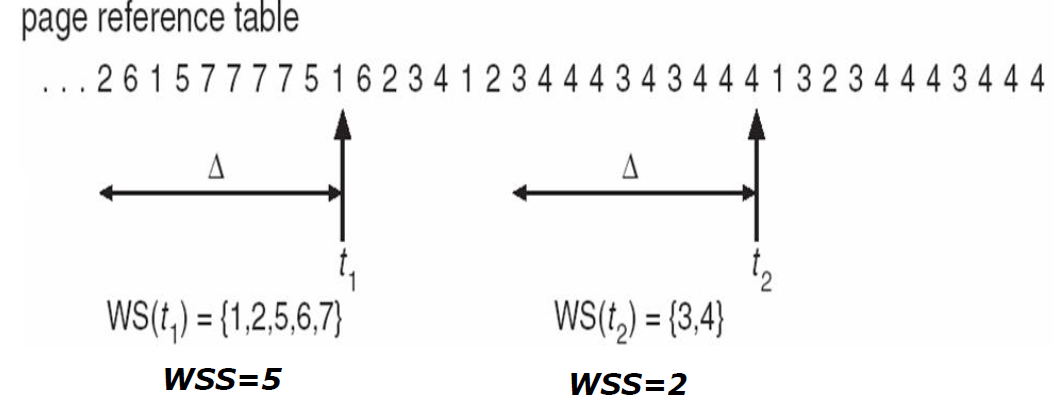 page reference table
. . . 2 6 1 5 7 7 7 7 5 1 6 2 3 4 1 2 3 4 4 4 3 4 3 4 4 4 1 3 2 3 4 4 4 3 4 4 4
Δ Δ
t₁ t₂
WS(t₁) = {1,2,5,6,7} WS(t₂) = {3,4}
WSS=5 WSS=2